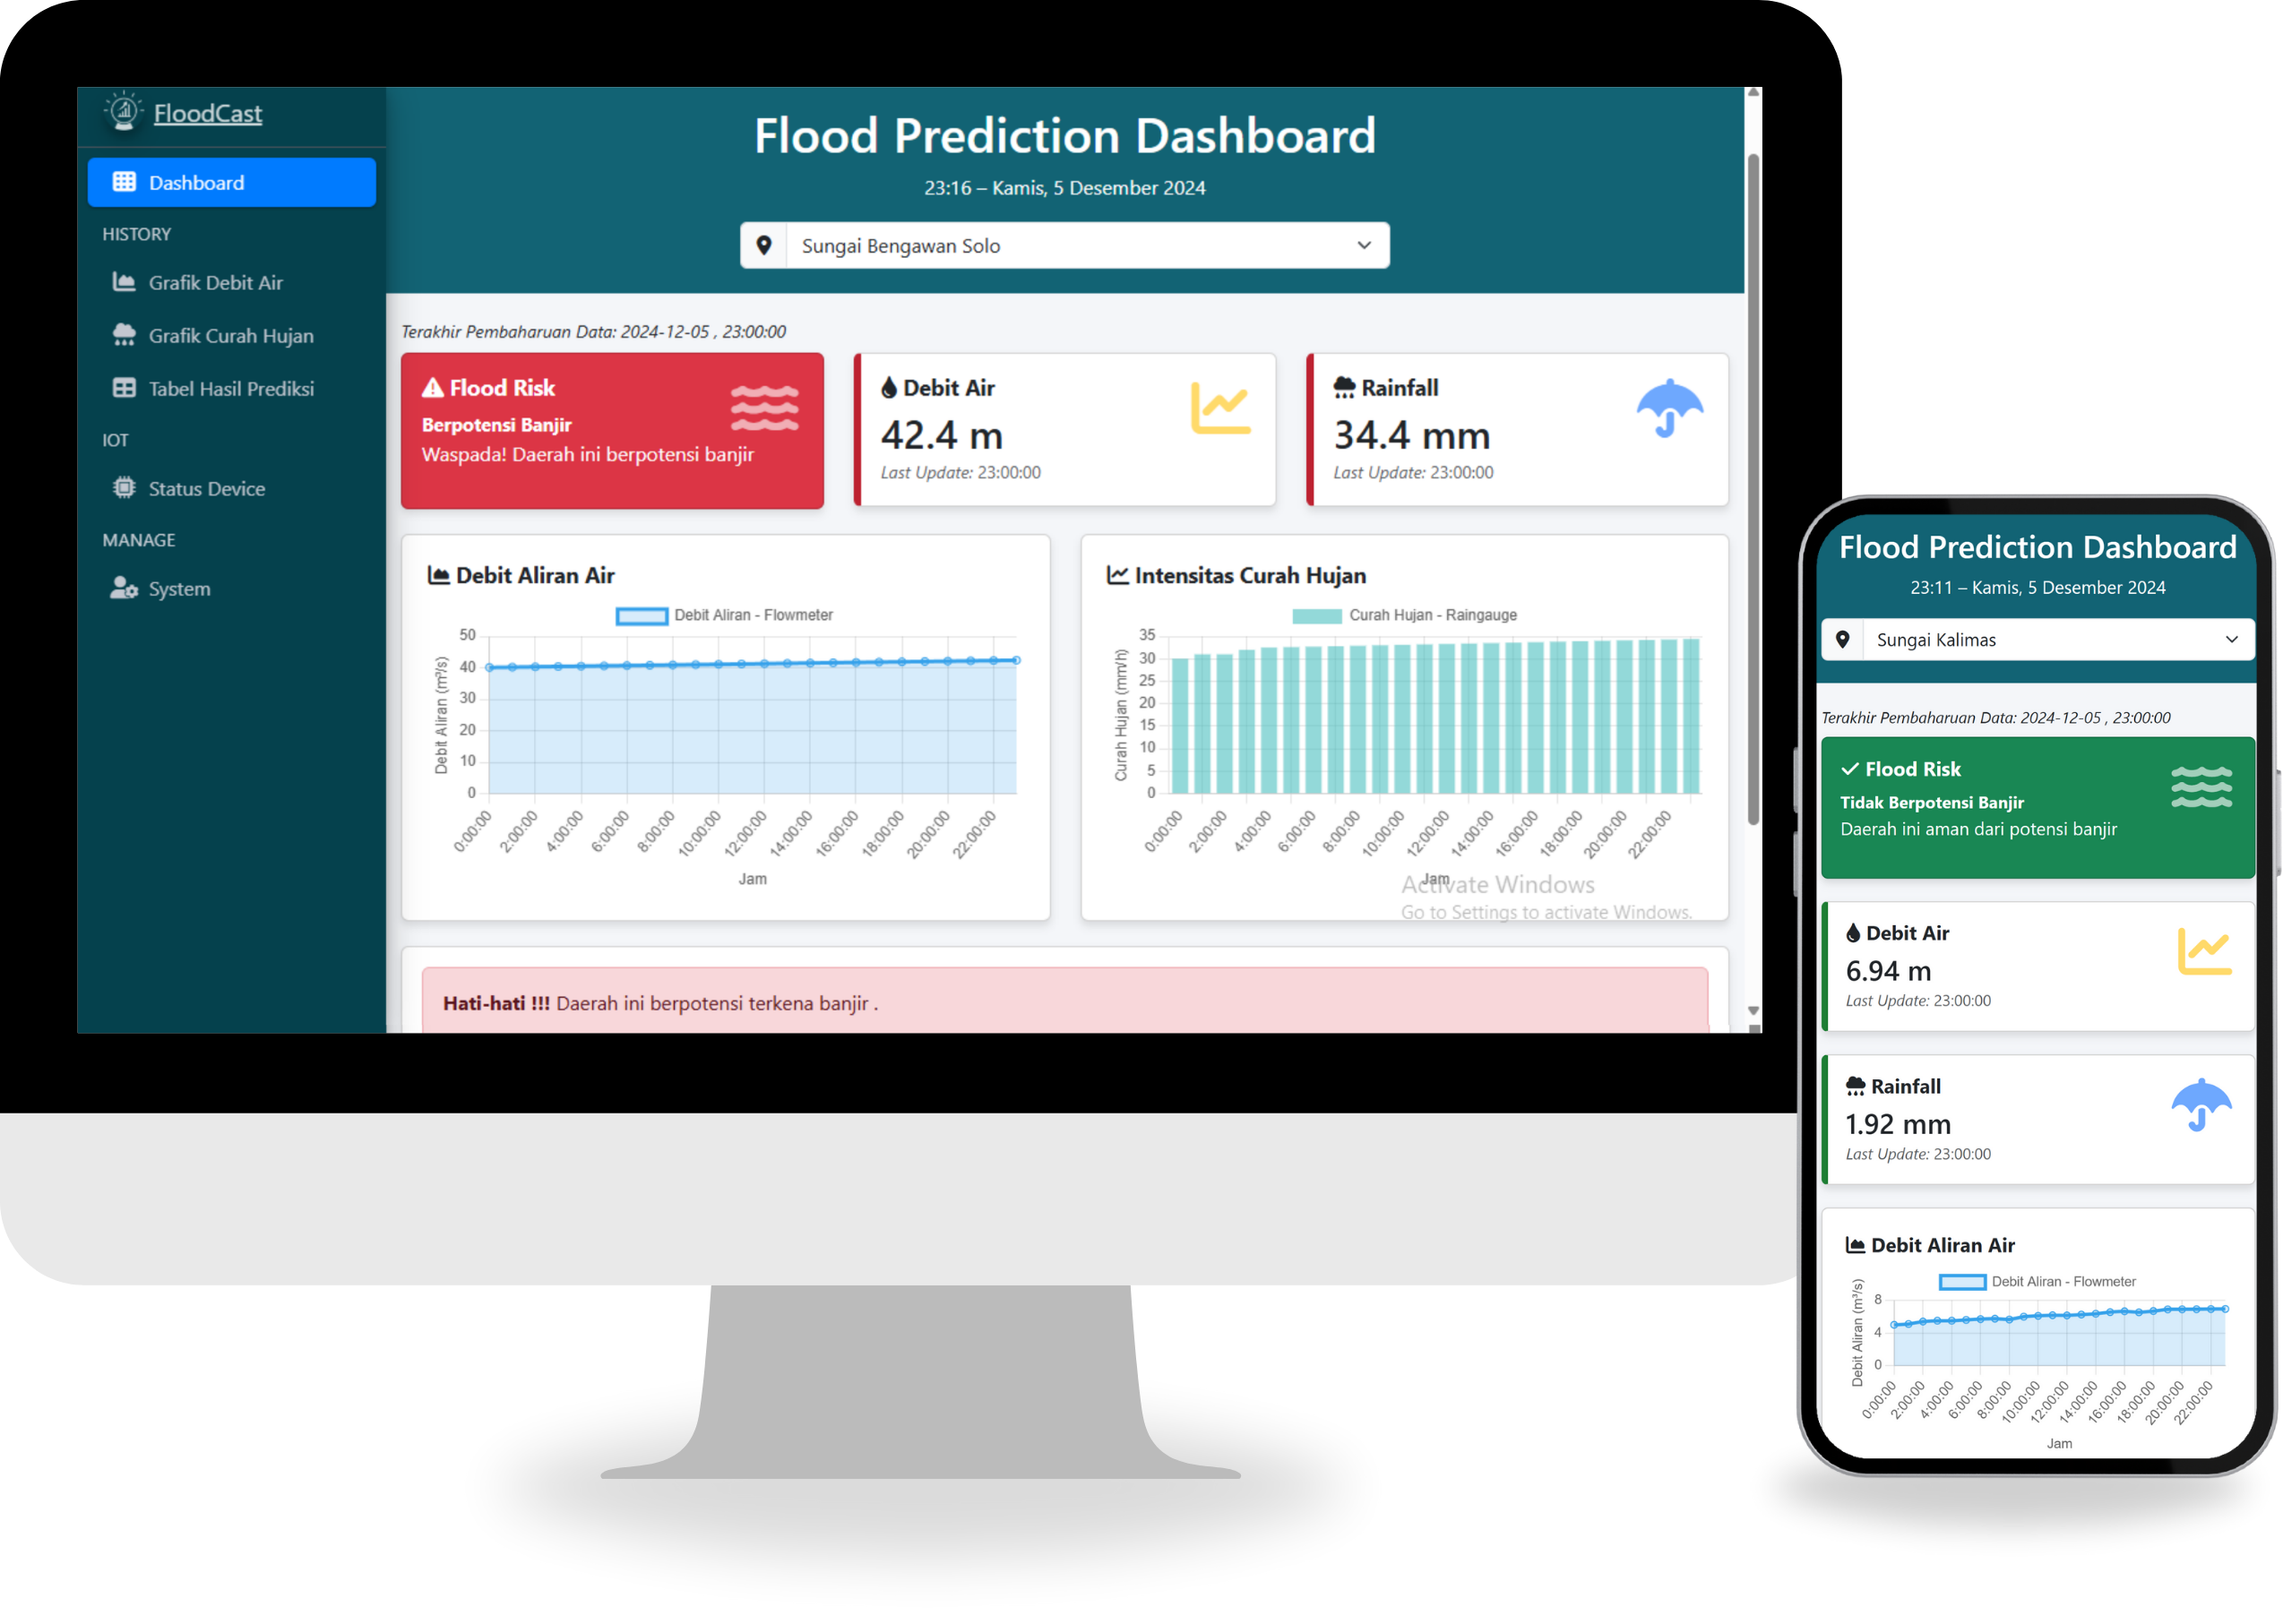 FloodCast
Dashboard
HISTORY
Grafik Debit Air
Grafik Curah Hujan
Tabel Hasil Prediksi
IOT
Status Device
MANAGE
System
Flood Prediction Dashboard
23:16 – Kamis, 5 Desember 2024
Sungai Bengawan Solo
Terakhir Pembaharuan Data: 2024-12-05 , 23:00:00
Flood Risk
Berpotensi Banjir
Waspada! Daerah ini berpotensi banjir
Debit Air
42.4 m
Last Update: 23:00:00
Rainfall
34.4 mm
Last Update: 23:00:00
Debit Aliran Air
Debit Aliran - Flowmeter
Debit Aliran (m³/s)
50
40
30
20
10
0
0:00:00
2:00:00
4:00:00
6:00:00
8:00:00
10:00:00
12:00:00
14:00:00
16:00:00
18:00:00
20:00:00
22:00:00
Jam
Intensitas Curah Hujan
Curah Hujan - Raingauge
Curah Hujan (mm/h)
35
30
25
20
15
10
5
0
0:00:00
2:00:00
4:00:00
6:00:00
8:00:00
10:00:00
12:00:00
14:00:00
16:00:00
18:00:00
20:00:00
22:00:00
Jam
Activate Windows
Go to Settings to activate Windows.
Hati-hati !!! Daerah ini berpotensi terkena banjir .
Flood Prediction Dashboard
23:11 – Kamis, 5 Desember 2024
Sungai Kalimas
Terakhir Pembaharuan Data: 2024-12-05 , 23:00:00
Flood Risk
Tidak Berpotensi Banjir
Daerah ini aman dari potensi banjir
Debit Air
6.94 m
Last Update: 23:00:00
Rainfall
1.92 mm
Last Update: 23:00:00
Debit Aliran Air
Debit Aliran - Flowmeter
Debit Aliran (m³/s)
8
4
0
0:00:00
2:00:00
4:00:00
6:00:00
8:00:00
10:00:00
12:00:00
14:00:00
16:00:00
18:00:00
20:00:00
22:00:00
Jam